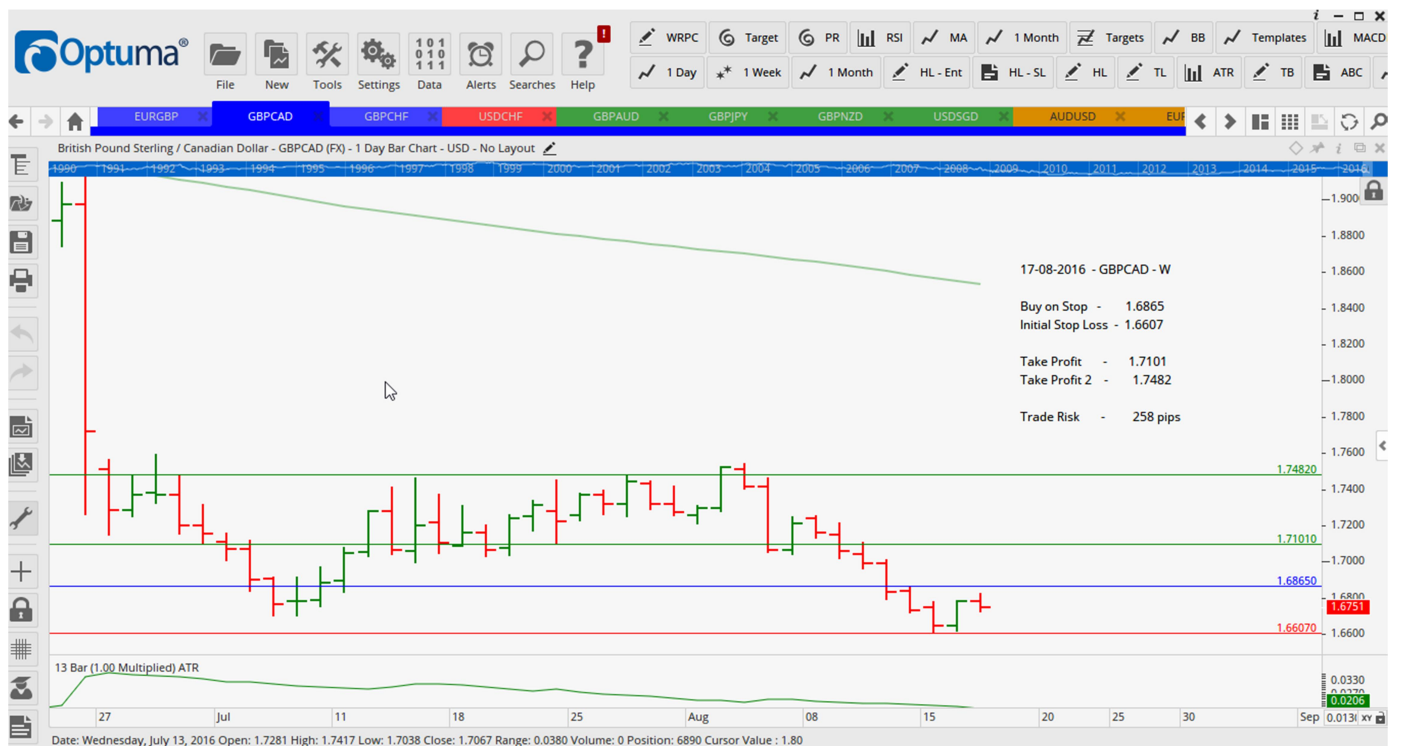 Optuma®
File New Tools Settings Data Alerts Searches Help
WRPC Target PR RSI MA 1 Month Targets BB Templates MACD
1 Day 1 Week 1 Month HL - Ent HL - SL HL TL ATR TB ABC
EURGBP GBPCAD GBPCHF USDCHF GBPAUD GBPJPY GBPNZD USDSGD AUDUSD EUR
British Pound Sterling / Canadian Dollar - GBPCAD (FX) - 1 Day Bar Chart - USD - No Layout
1990 1991 1992 1993 1994 1995 1996 1997 1998 1999 2000 2001 2002 2003 2004 2005 2006 2007 2008 2009 2010 2011 2012 2013 2014 2015 2016
1.900
1.8800
17-08-2016 - GBPCAD - W
1.8600
Buy on Stop - 1.6865
1.8400
Initial Stop Loss - 1.6607
1.8200
Take Profit - 1.7101
Take Profit 2 - 1.7482
1.8000
Trade Risk - 258 pips
1.7800
1.7600
1.74820
1.7400
1.7200
1.71010
1.7000
1.68650
1.6800
1.6751
1.66070
1.6600
13 Bar (1.00 Multiplied) ATR
0.0330
0.0206
27 Jul 11 18 25 Aug 08 15 20 25 30 Sep 0.013 XY
Date: Wednesday, July 13, 2016 Open: 1.7281 High: 1.7417 Low: 1.7038 Close: 1.7067 Range: 0.0380 Volume: 0 Position: 6890 Cursor Value : 1.80